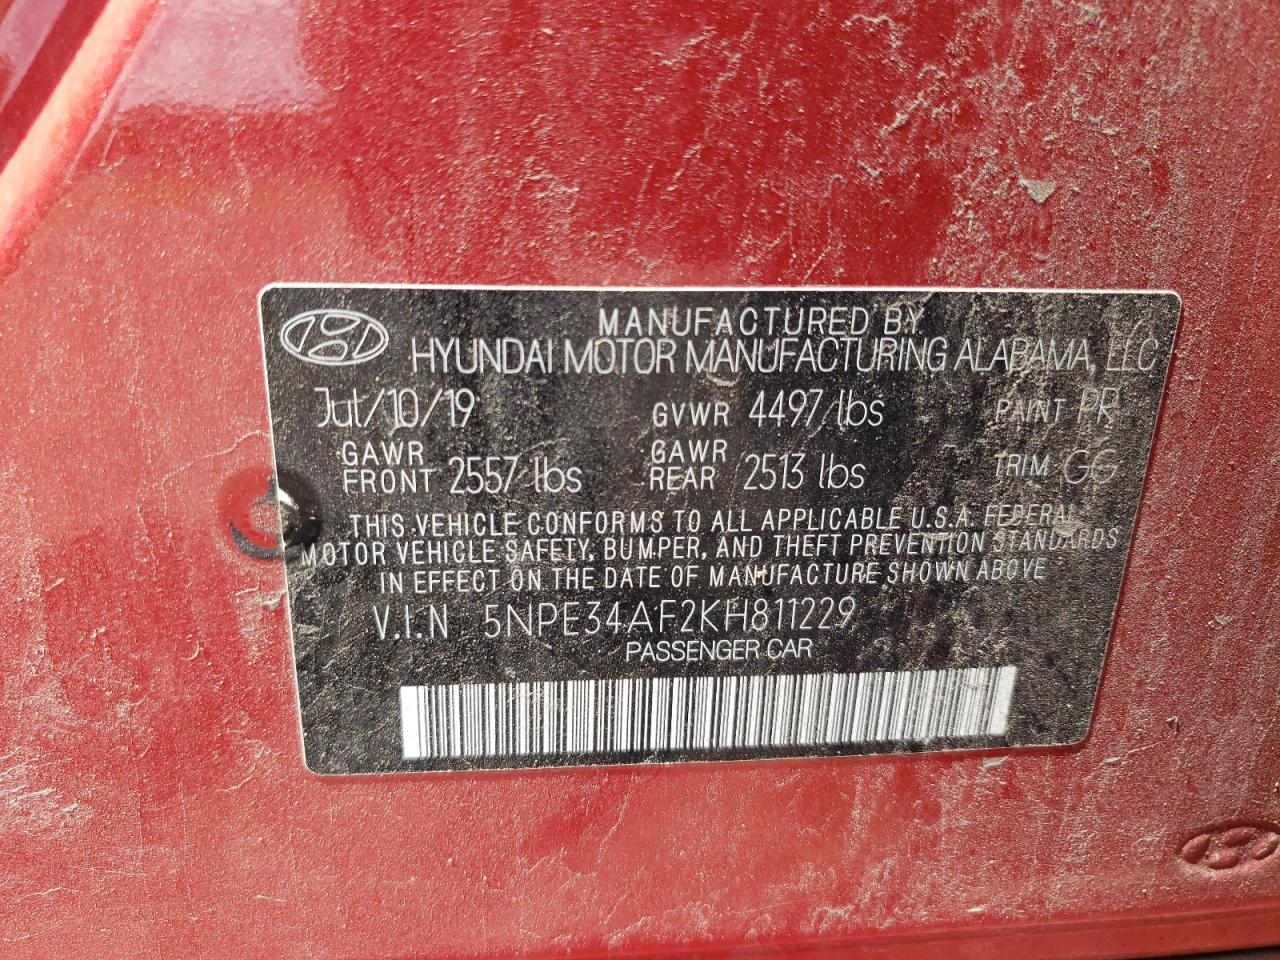 MANUFACTURED BY
HYUNDAI MOTOR MANUFACTURING ALABAMA, LLC
Jul/10/19 GVWR 4497 lbs PAINT PR
GAWR FRONT 2557 lbs GAWR REAR 2513 lbs TRIM GG
THIS VEHICLE CONFORMS TO ALL APPLICABLE U.S.A. FEDERAL
MOTOR VEHICLE SAFETY, BUMPER, AND THEFT PREVENTION STANDARDS
IN EFFECT ON THE DATE OF MANUFACTURE SHOWN ABOVE
V.I.N 5NPE34AF2KH811229
PASSENGER CAR